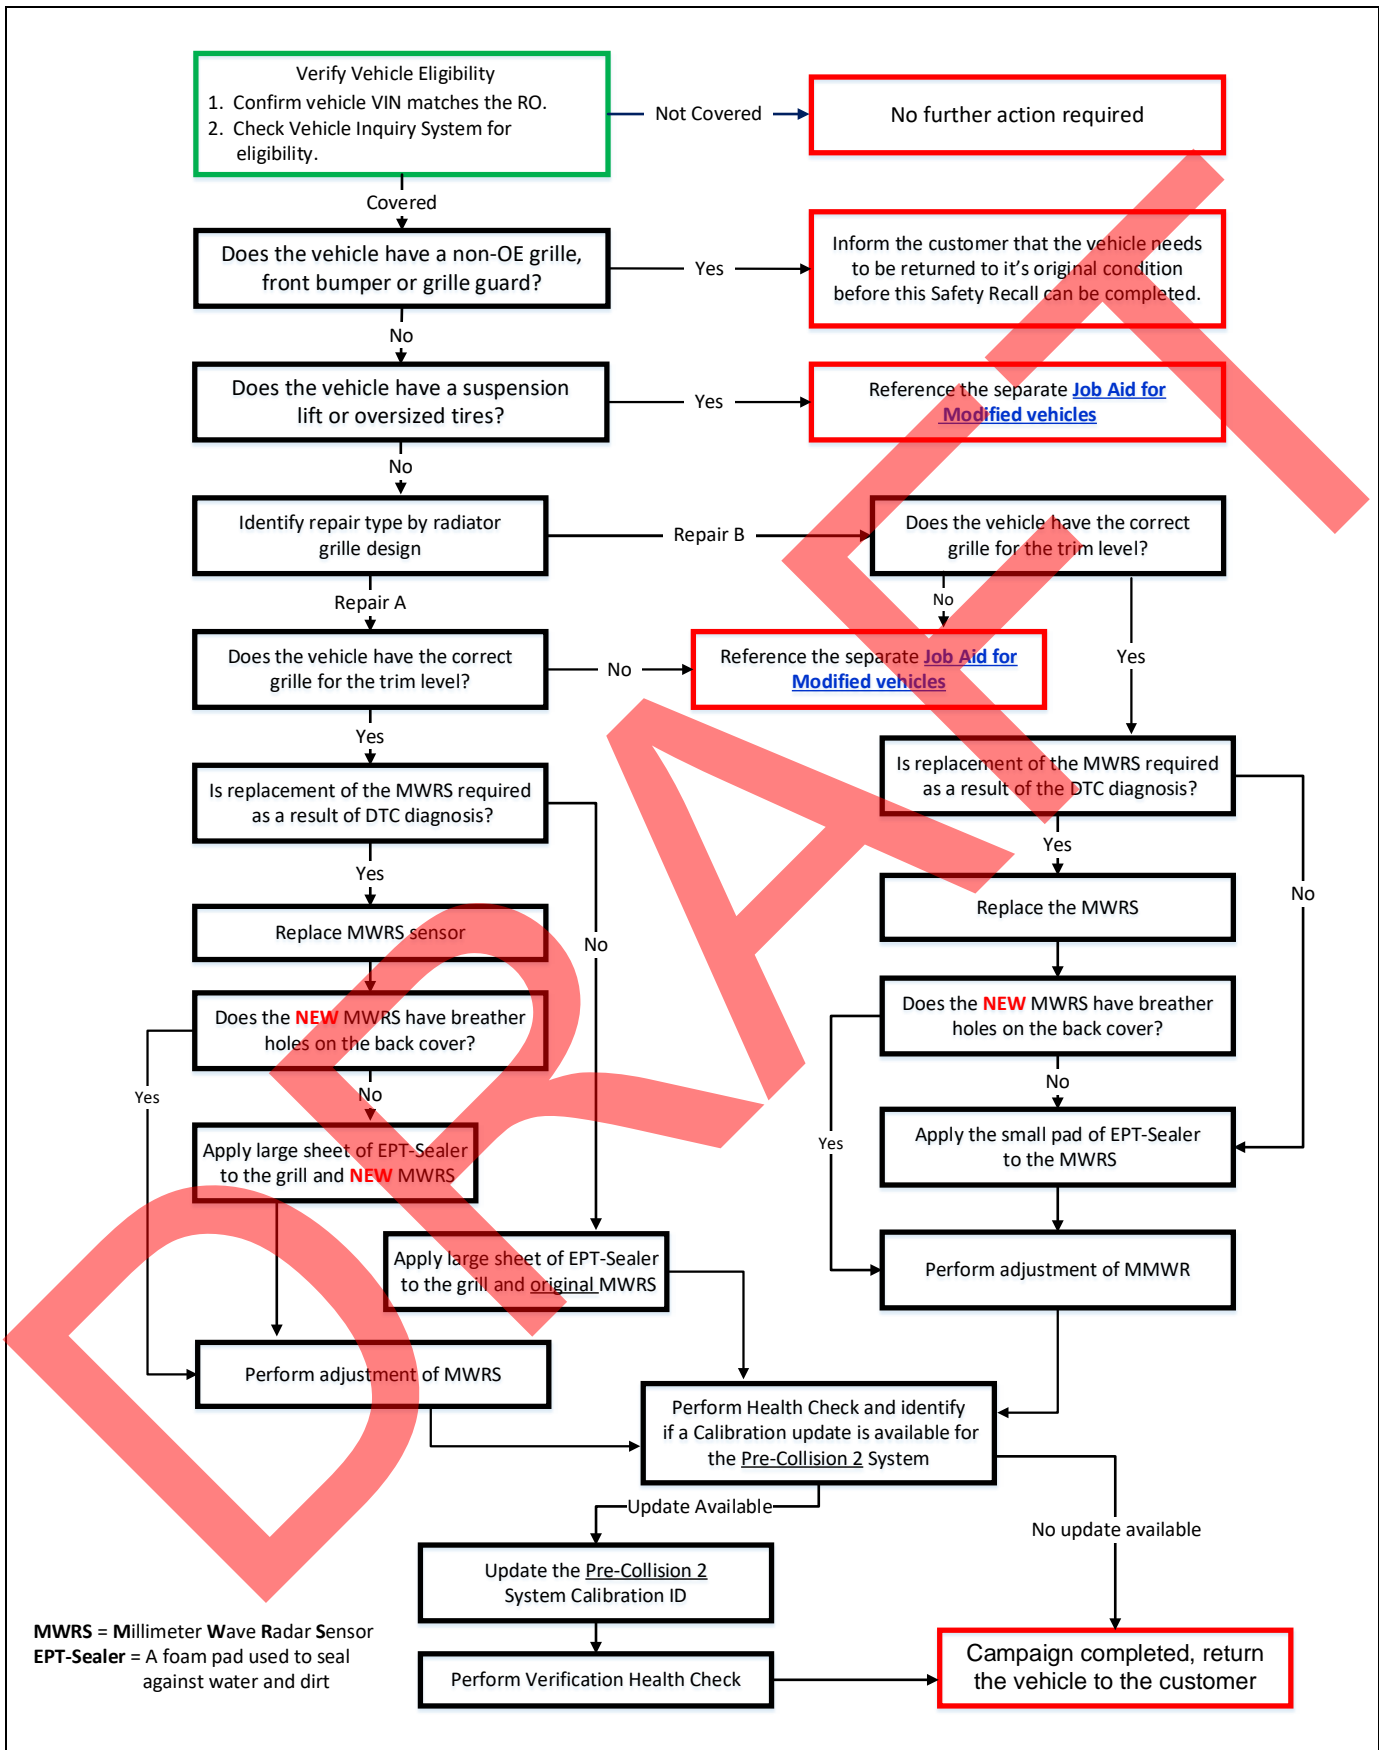 Verify Vehicle Eligibility
1. Confirm vehicle VIN matches the RO.
2. Check Vehicle Inquiry System for
eligibility.
Not Covered
No further action required
Covered
Does the vehicle have a non-OE grille,
front bumper or grille guard?
Yes
Inform the customer that the vehicle needs
to be returned to it's original condition
before this Safety Recall can be completed.
No
Does the vehicle have a suspension
lift or oversized tires?
Yes
Reference the separate Job Aid for
Modified vehicles
No
Identify repair type by radiator
grille design
Repair B
Does the vehicle have the correct
grille for the trim level?
Repair A
No
Yes
Does the vehicle have the correct
grille for the trim level?
No
Reference the separate Job Aid for
Modified vehicles
Yes
Is replacement of the MWRS required
as a result of DTC diagnosis?
Is replacement of the MWRS required
as a result of the DTC diagnosis?
Yes
No
Yes
No
Replace MWRS sensor
Replace the MWRS
Does the NEW MWRS have breather
holes on the back cover?
Does the NEW MWRS have breather
holes on the back cover?
Yes
No
Yes
No
Apply large sheet of EPT-Sealer
to the grill and NEW MWRS
Apply the small pad of EPT-Sealer
to the MWRS
Apply large sheet of EPT-Sealer
to the grill and original MWRS
Perform adjustment of MMWR
Perform adjustment of MWRS
Perform Health Check and identify
if a Calibration update is available for
the Pre-Collision 2 System
Update Available
No update available
Update the Pre-Collision 2
System Calibration ID
Perform Verification Health Check
Campaign completed, return
the vehicle to the customer
MWRS = Millimeter Wave Radar Sensor
EPT-Sealer = A foam pad used to seal
against water and dirt
DRAFT